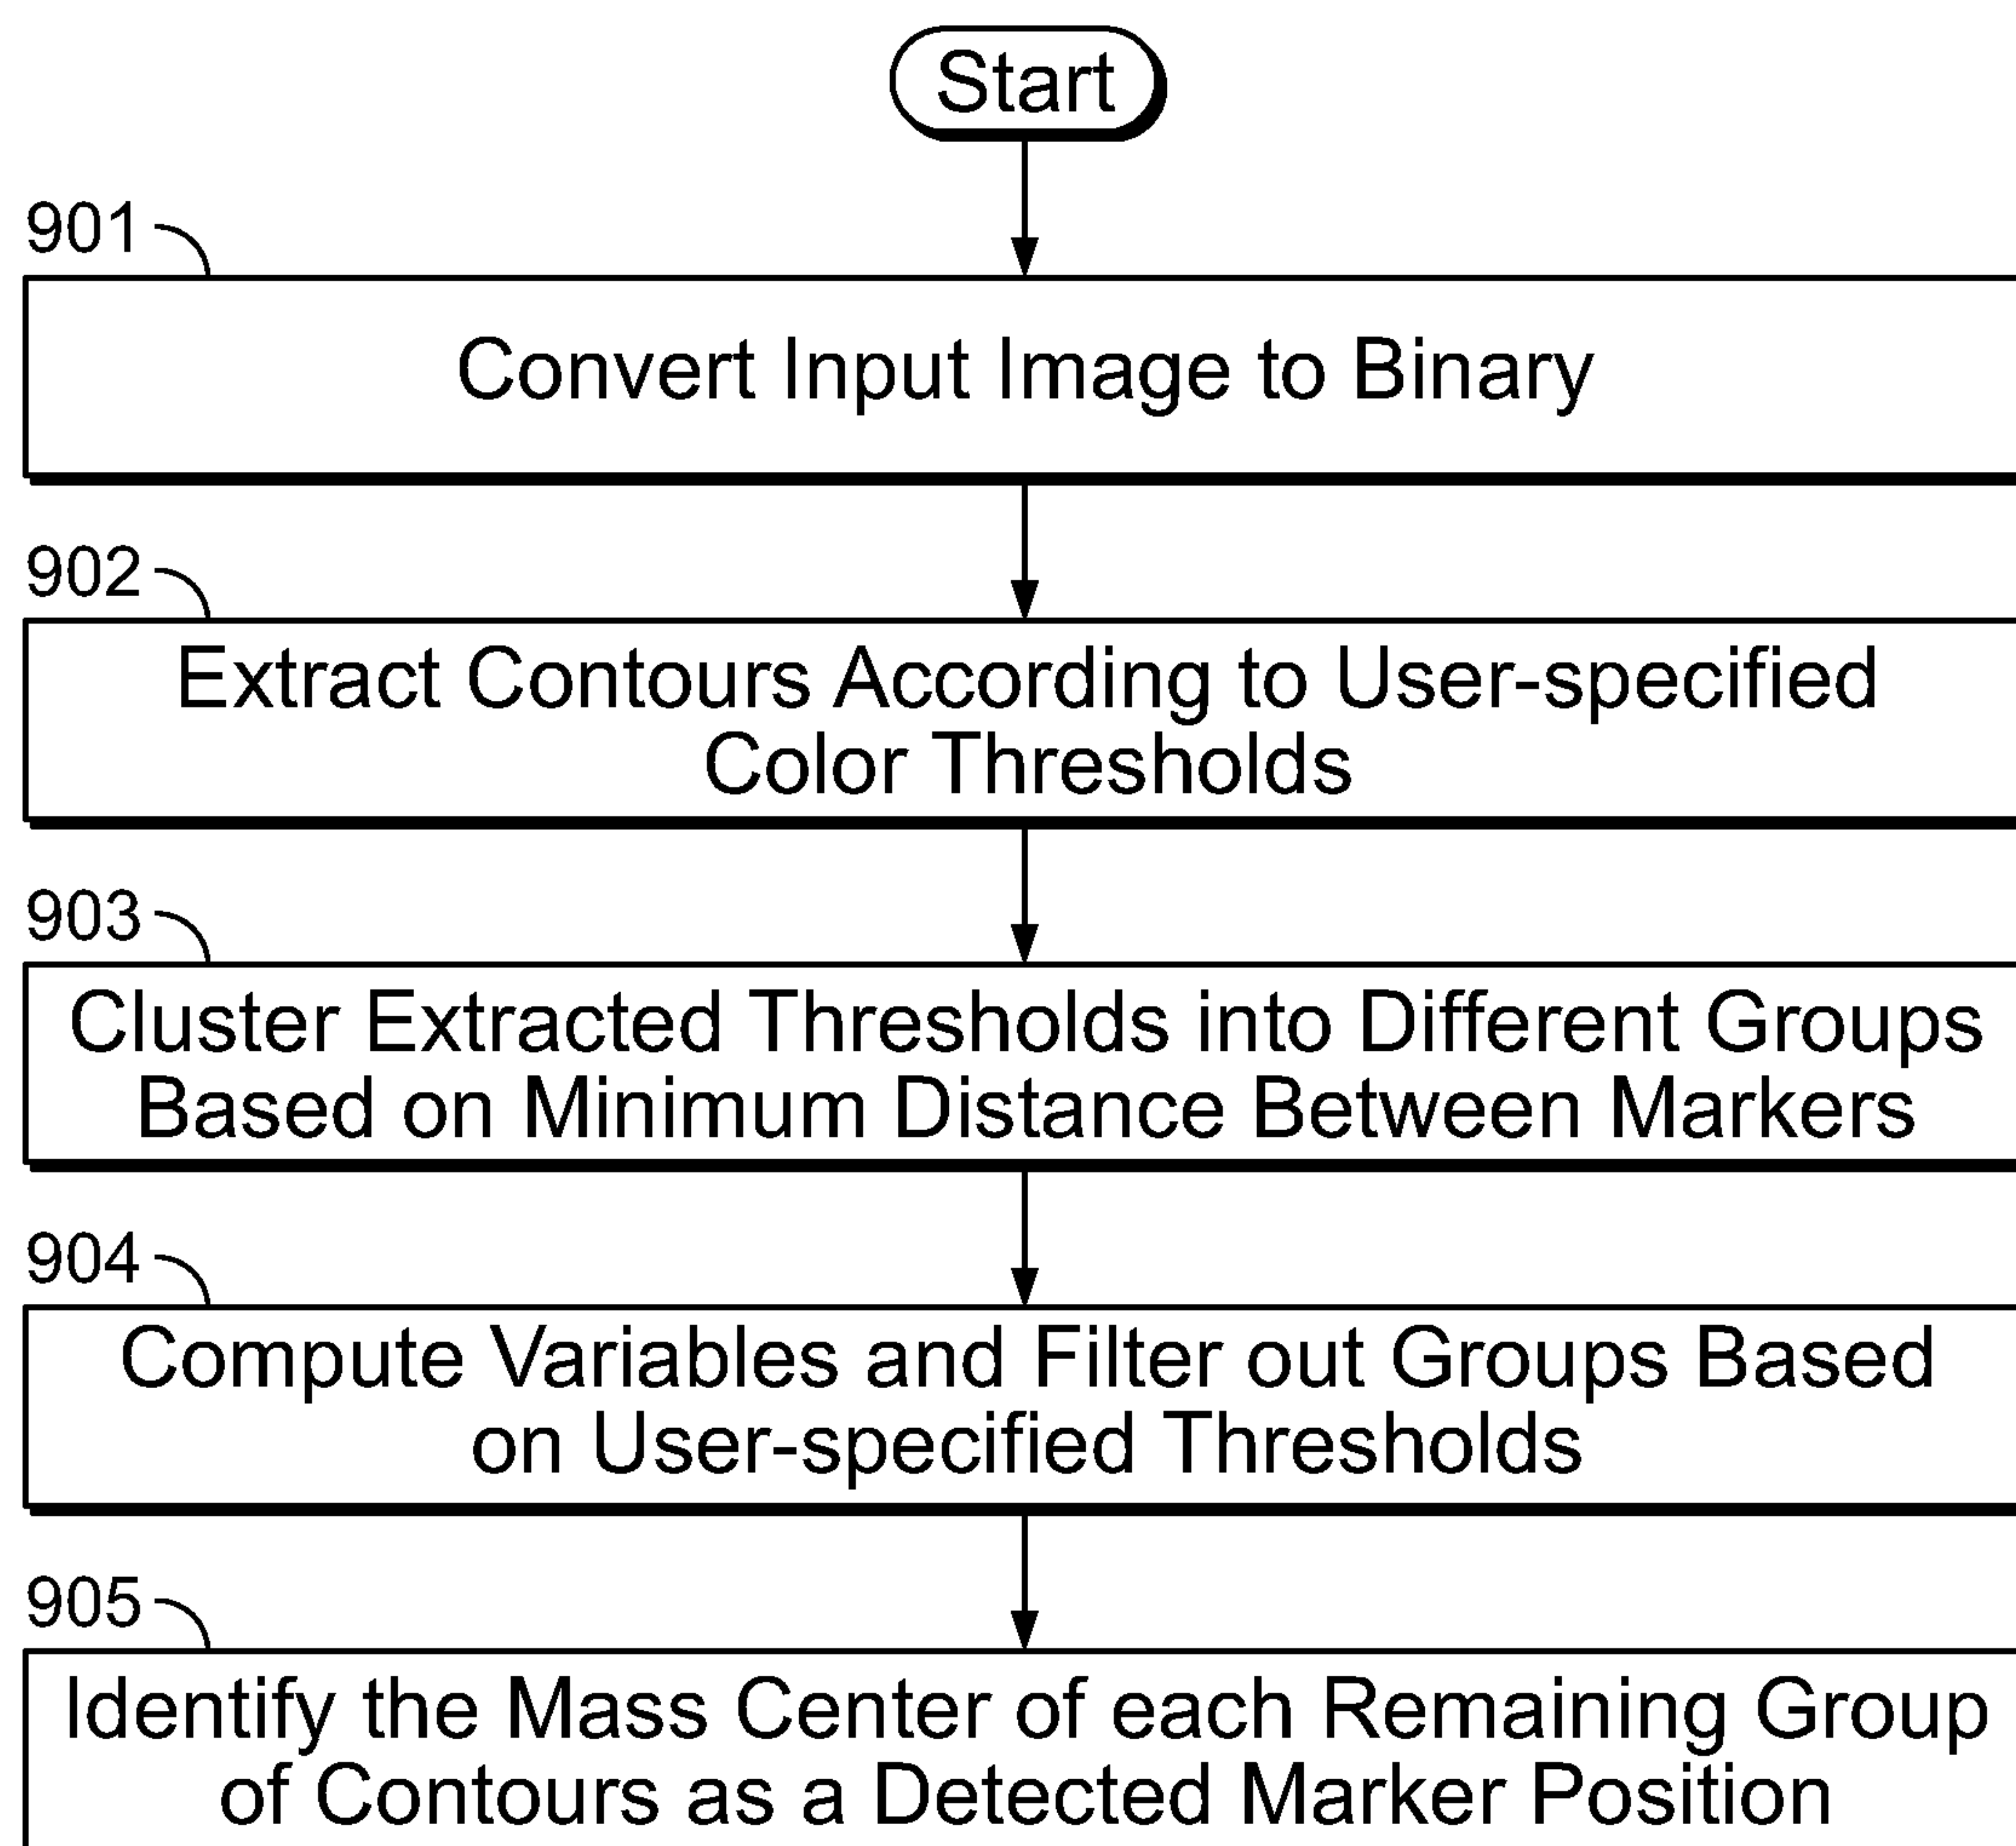 Start
901
Convert Input Image to Binary
902
Extract Contours According to User-specified
Color Thresholds
903
Cluster Extracted Thresholds into Different Groups
Based on Minimum Distance Between Markers
904
Compute Variables and Filter out Groups Based
on User-specified Thresholds
905
Identify the Mass Center of each Remaining Group
of Contours as a Detected Marker Position